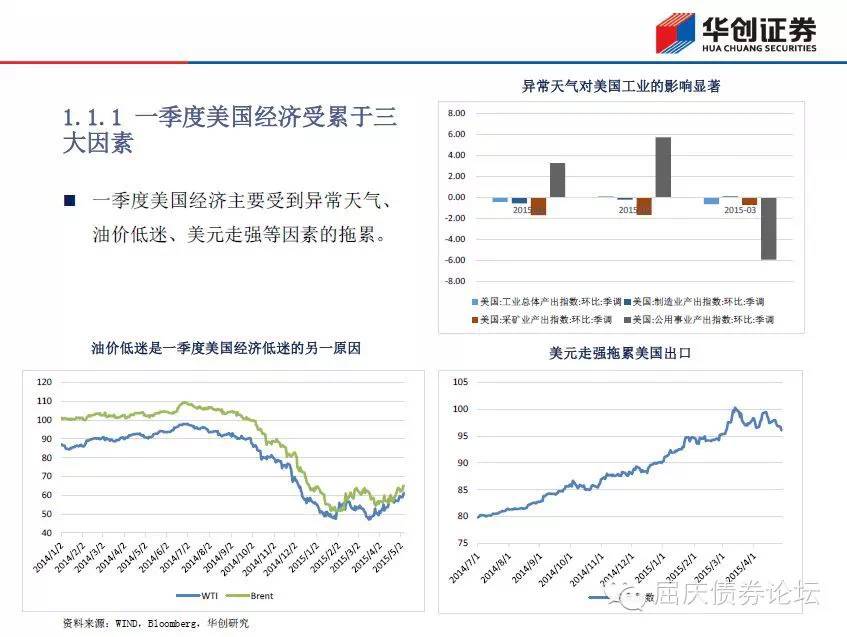 华创证券
HUA CHUANG SECURITIES
1.1.1 一季度美国经济受累于三
大因素
■ 一季度美国经济主要受到异常天气、
油价低迷、美元走强等因素的拖累。
异常天气对美国工业的影响显著
8.00
6.00
4.00
2.00
0.00
-2.00
-4.00
-6.00
-8.00
2015 2015 2015-03
美国:工业总体产出指数:环比:季调 美国:制造业产出指数:环比:季调
美国:采矿业产出指数:环比:季调 美国:公用事业产出指数:环比:季调
油价低迷是一季度美国经济低迷的另一原因
120
110
100
90
80
70
60
50
40
2014/1/2 2014/2/2 2014/3/2 2014/4/2 2014/5/2 2014/6/2 2014/7/2 2014/8/2 2014/9/2 2014/10/2 2014/11/2 2014/12/2 2015/1/2 2015/2/2 2015/3/2 2015/4/2 2015/5/2
WTI Brent
美元走强拖累美国出口
105
100
95
90
85
80
75
2014/7/1 2014/8/1 2014/9/1 2014/10/1 2014/11/1 2014/12/1 2015/1/1 2015/2/1 2015/3/1 2015/4/1
数
屈庆债券论坛
资料来源：WIND，Bloomberg，华创研究